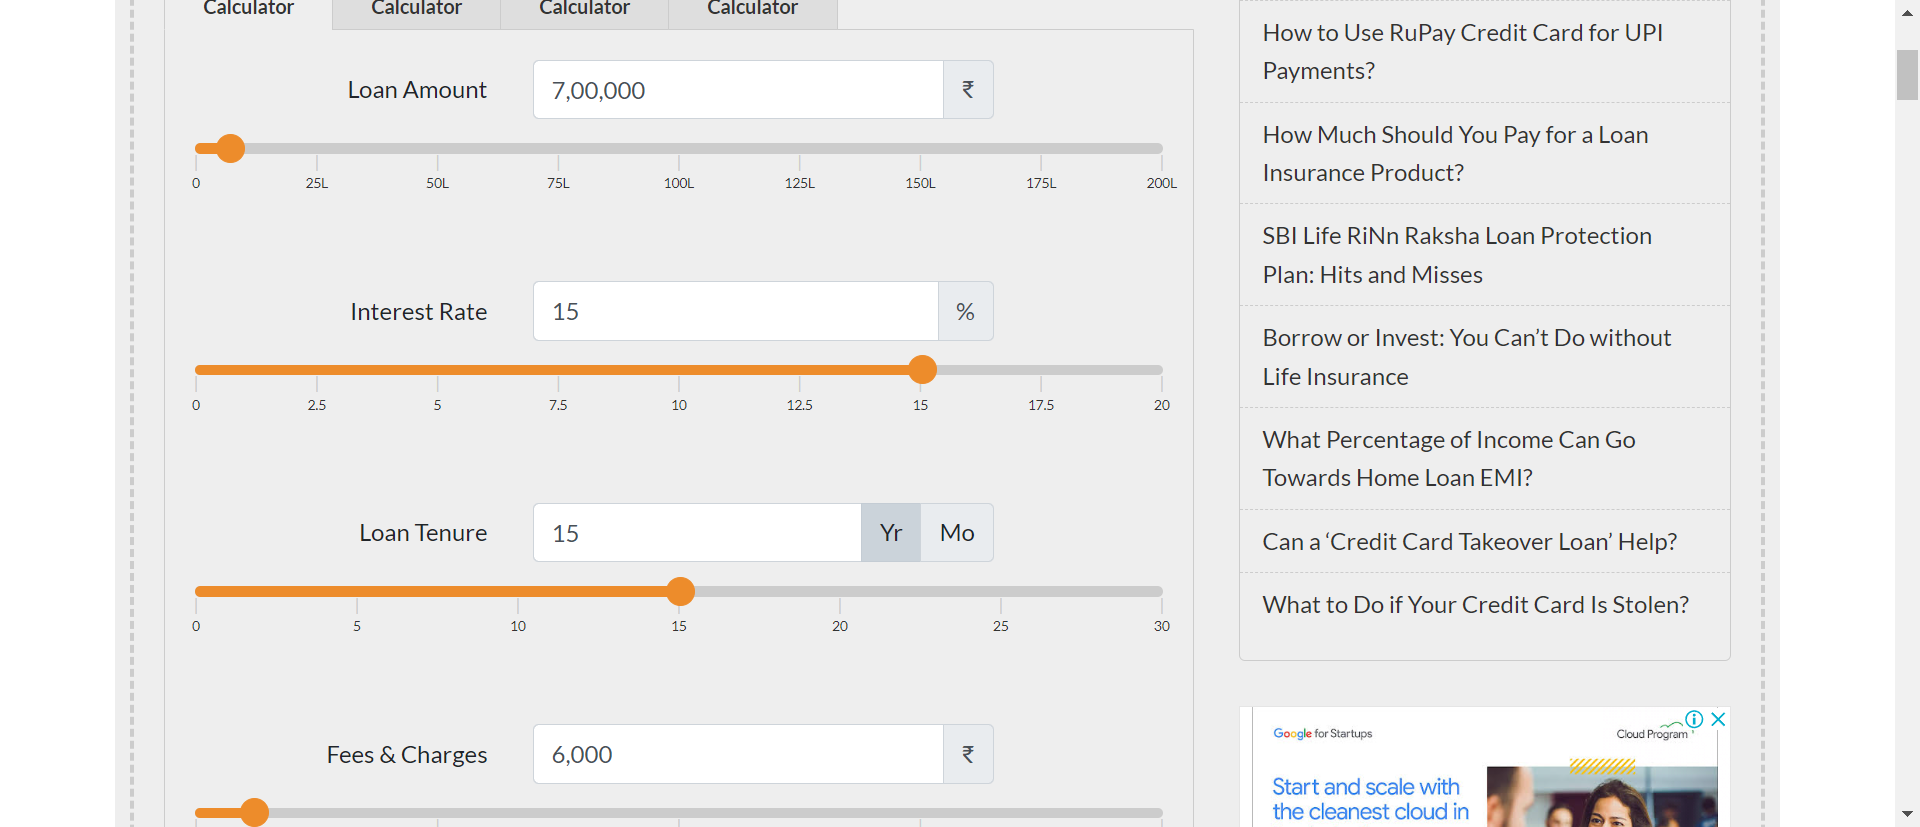 Calculator
Calculator
Calculator
Calculator
Loan Amount
7,00,000
₹
0
25L
50L
75L
100L
125L
150L
175L
200L
Interest Rate
15
%
0
2.5
5
7.5
10
12.5
15
17.5
20
Loan Tenure
15
Yr
Mo
0
5
10
15
20
25
30
Fees & Charges
6,000
₹
How to Use RuPay Credit Card for UPI
Payments?
How Much Should You Pay for a Loan
Insurance Product?
SBI Life RiNn Raksha Loan Protection
Plan: Hits and Misses
Borrow or Invest: You Can’t Do without
Life Insurance
What Percentage of Income Can Go
Towards Home Loan EMI?
Can a ‘Credit Card Takeover Loan’ Help?
What to Do if Your Credit Card Is Stolen?
Google for Startups
Cloud Program
Start and scale with
the cleanest cloud in